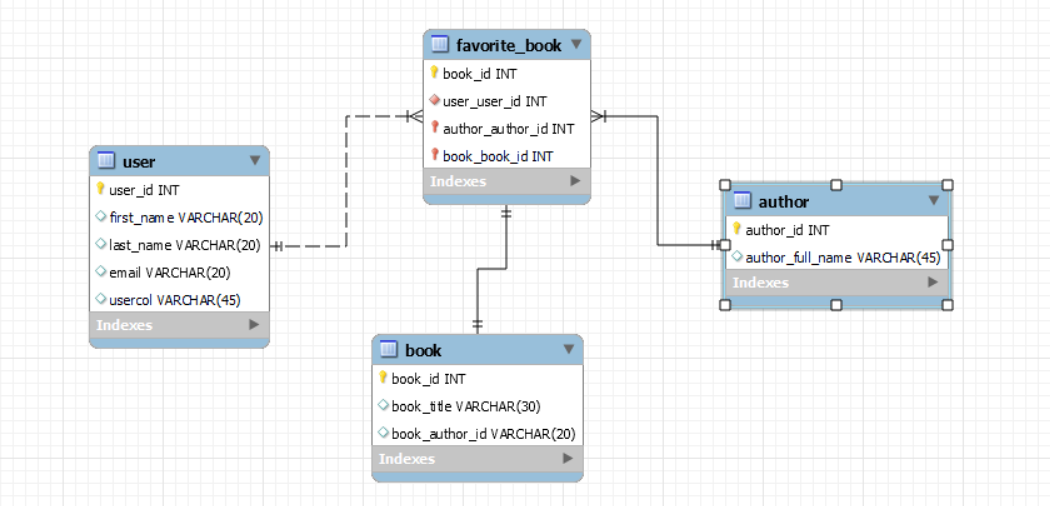 favorite_book
book_id INT
user_user_id INT
author_author_id INT
book_book_id INT
Indexes
user
user_id INT
first_name VARCHAR(20)
last_name VARCHAR(20)
email VARCHAR(20)
usercol VARCHAR(45)
Indexes
author
author_id INT
author_full_name VARCHAR(45)
Indexes
book
book_id INT
book_title VARCHAR(30)
book_author_id VARCHAR(20)
Indexes